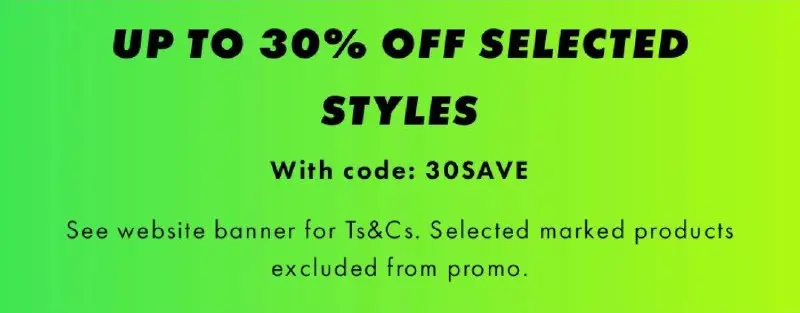 UP TO 30% OFF SELECTED
STYLES
With code: 30SAVE
See website banner for Ts&Cs. Selected marked products
excluded from promo.